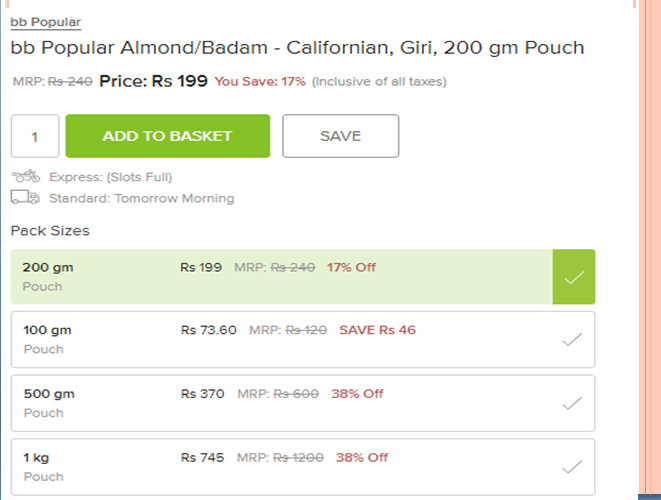 bb Popular
bb Popular Almond/Badam - Californian, Giri, 200 gm Pouch
MRP: Rs 240 Price: Rs 199 You Save: 17% (Inclusive of all taxes)
1 ADD TO BASKET SAVE
Express: (Slots Full)
Standard: Tomorrow Morning
Pack Sizes
200 gm Rs 199 MRP: Rs 240 17% Off
Pouch
100 gm Rs 73.60 MRP: Rs 120 SAVE Rs 46
Pouch
500 gm Rs 370 MRP: Rs 600 38% Off
Pouch
1 kg Rs 745 MRP: Rs 1200 38% Off
Pouch